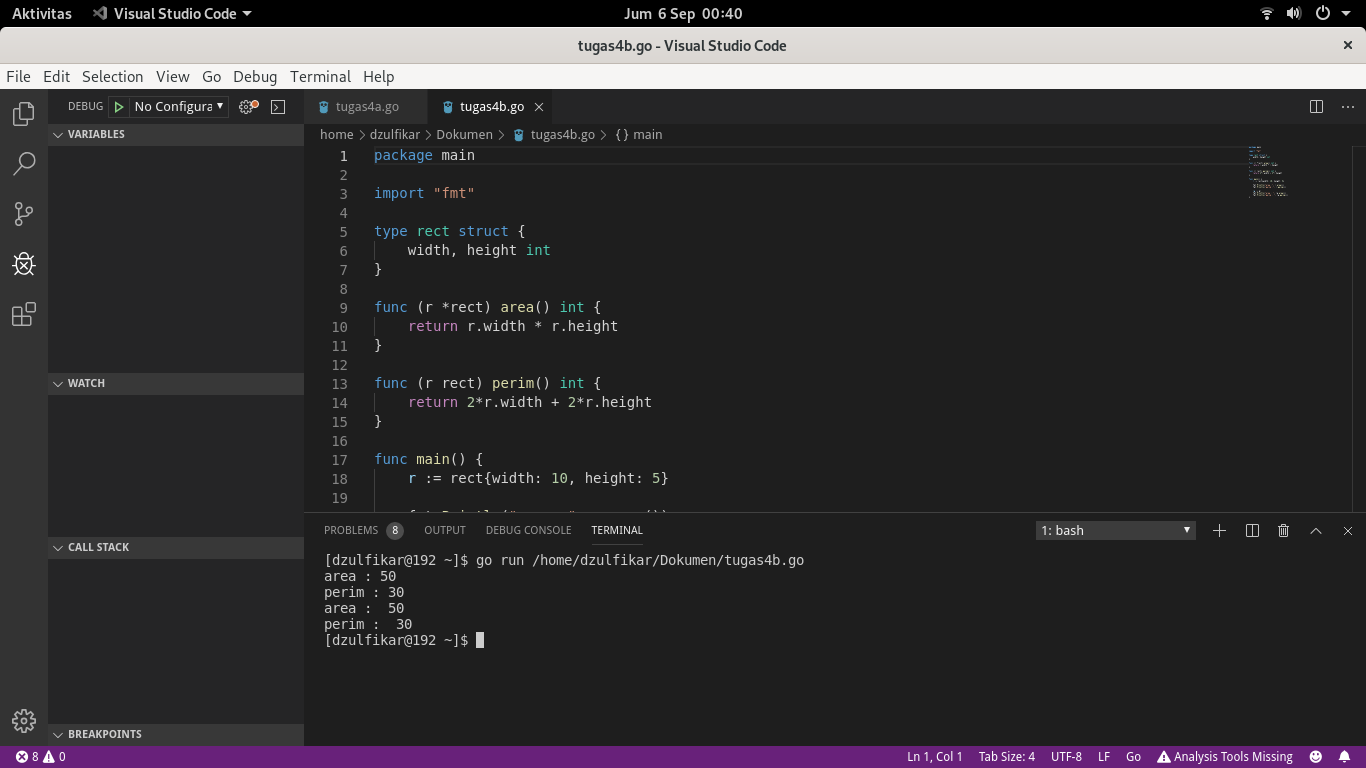 Aktivitas Visual Studio Code Jum 6 Sep 00:40
tugas4b.go - Visual Studio Code
File Edit Selection View Go Debug Terminal Help
DEBUG No Configura
tugas4a.go tugas4b.go
home > dzulfikar > Dokumen > tugas4b.go > {} main
VARIABLES
WATCH
CALL STACK
BREAKPOINTS
1 package main
2
3 import "fmt"
4
5 type rect struct {
6 width, height int
7 }
8
9 func (r *rect) area() int {
10 return r.width * r.height
11 }
12
13 func (r rect) perim() int {
14 return 2*r.width + 2*r.height
15 }
16
17 func main() {
18 r := rect{width: 10, height: 5}
19
PROBLEMS 8 OUTPUT DEBUG CONSOLE TERMINAL 1: bash
[dzulfikar@192 ~]$ go run /home/dzulfikar/Dokumen/tugas4b.go
area : 50
perim : 30
area :  50
perim :  30
[dzulfikar@192 ~]$
8 0 Ln 1, Col 1 Tab Size: 4 UTF-8 LF Go Analysis Tools Missing